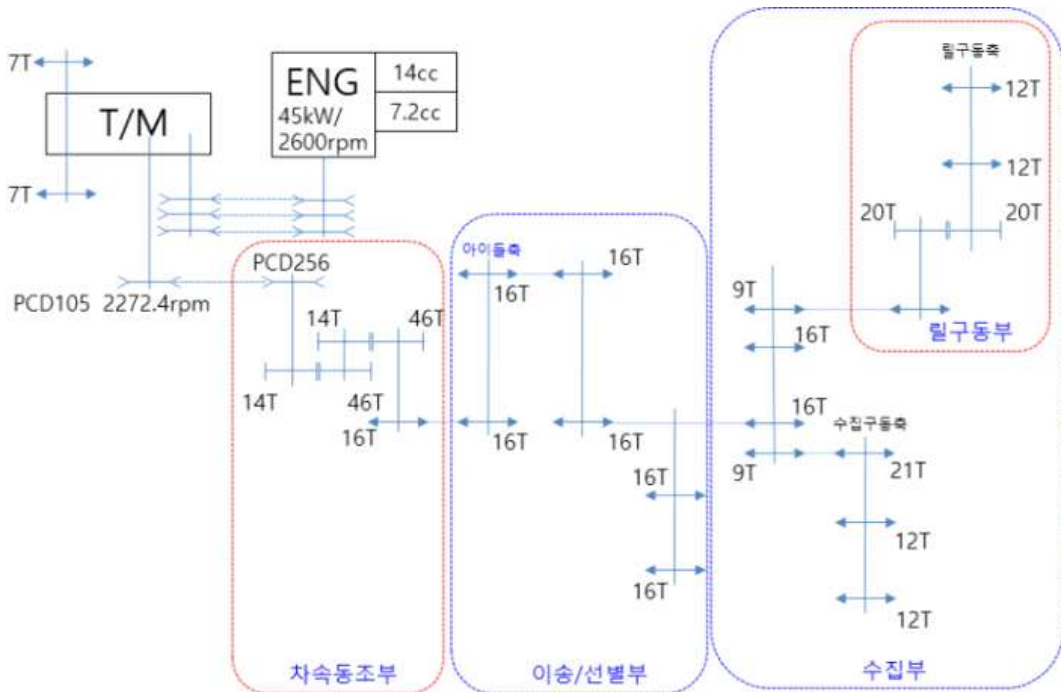 7T
T/M
7T
ENG
45kW/
2600rpm
14cc
7.2cc
PCD105 2272.4rpm
PCD256
14T
46T
14T
46T
16T
차속동조부
아이들축
16T
16T
16T
16T
16T
16T
이송/선별부
릴구동축
12T
12T
20T
20T
릴구동부
9T
16T
16T
수집구동축
9T
21T
12T
12T
수집부